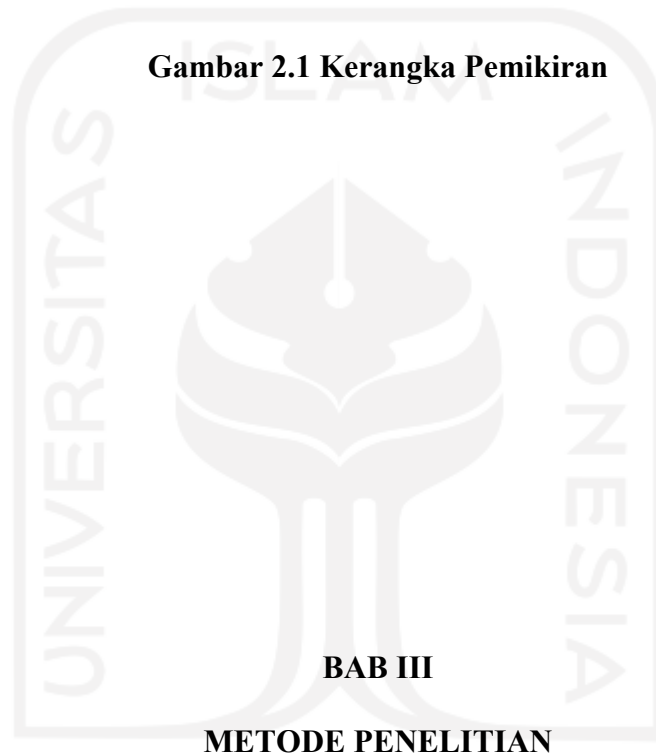 Gambar 2.1 Kerangka Pemikiran
ISLAM
UNIVERSITAS
INDONESIA
BAB III
METODE PENELITIAN